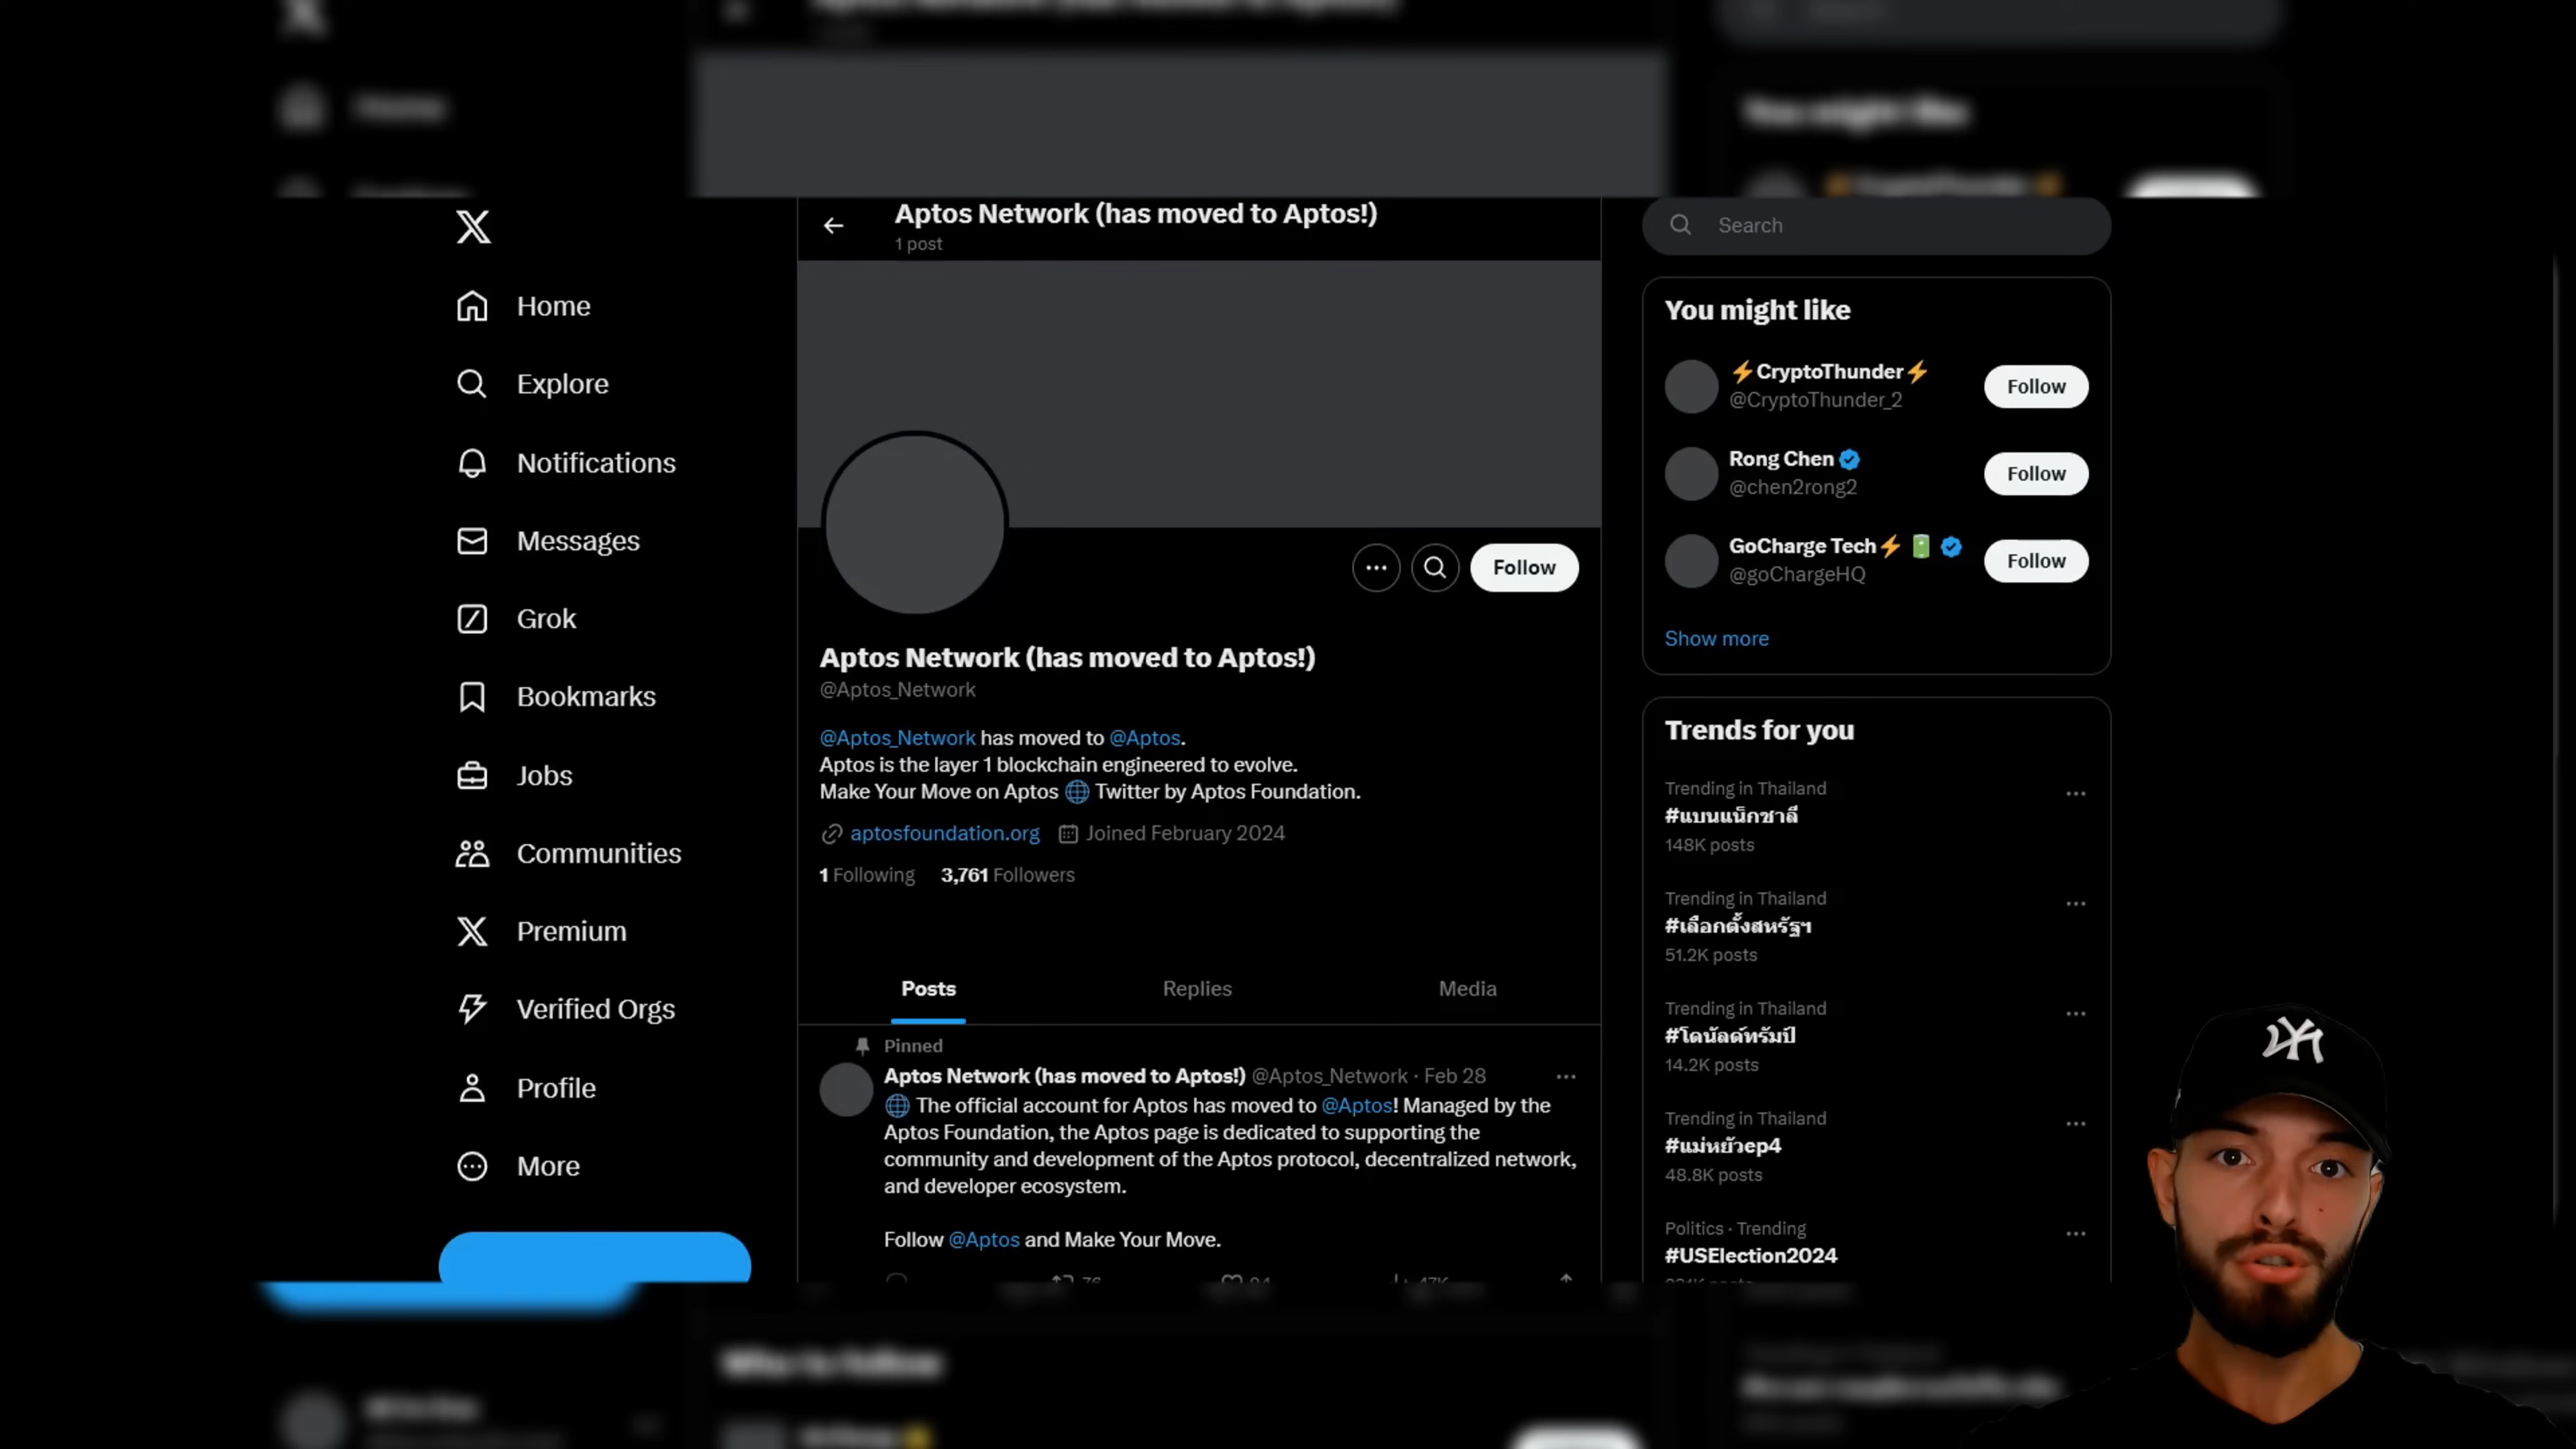 Home
You might like
Aptos Network (has moved to Aptos!)
1 post
Search
Home
Explore
Notifications
Messages
Grok
Bookmarks
Jobs
Communities
Premium
Verified Orgs
Profile
More
Follow
Aptos Network (has moved to Aptos!)
@Aptos_Network
@Aptos_Network has moved to @Aptos.
Aptos is the layer 1 blockchain engineered to evolve.
Make Your Move on Aptos 🌐 Twitter by Aptos Foundation.
aptosfoundation.org Joined February 2024
1 Following 3,761 Followers
Posts Replies Media
Pinned
Aptos Network (has moved to Aptos!) @Aptos_Network · Feb 28
🌐 The official account for Aptos has moved to @Aptos! Managed by the
Aptos Foundation, the Aptos page is dedicated to supporting the
community and development of the Aptos protocol, decentralized network,
and developer ecosystem.
Follow @Aptos and Make Your Move.
You might like
⚡CryptoThunder⚡
@CryptoThunder_2
Follow
Rong Chen
@chen2rong2
Follow
GoCharge Tech⚡🔋
@goChargeHQ
Follow
Show more
Trends for you
Trending in Thailand
#แบนแน็กชาลี
148K posts
Trending in Thailand
#เลือกตั้งสหรัฐฯ
51.2K posts
Trending in Thailand
#โดนัลด์ทรัมป์
14.2K posts
Trending in Thailand
#แม่หยัวep4
48.8K posts
Politics · Trending
#USElection2024
Who to follow
NY